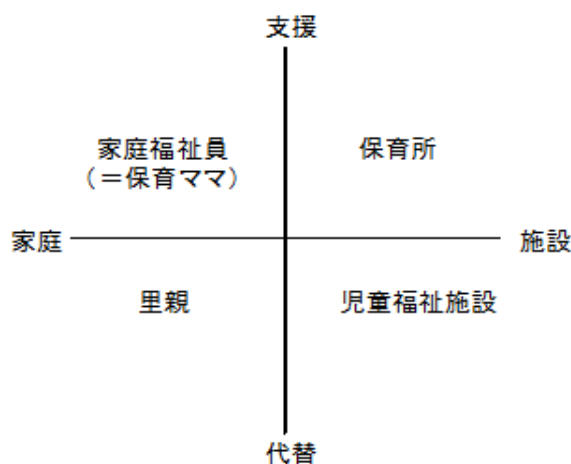 支援
家庭福祉員
（＝保育ママ）
保育所
家庭
施設
里親
児童福祉施設
代替